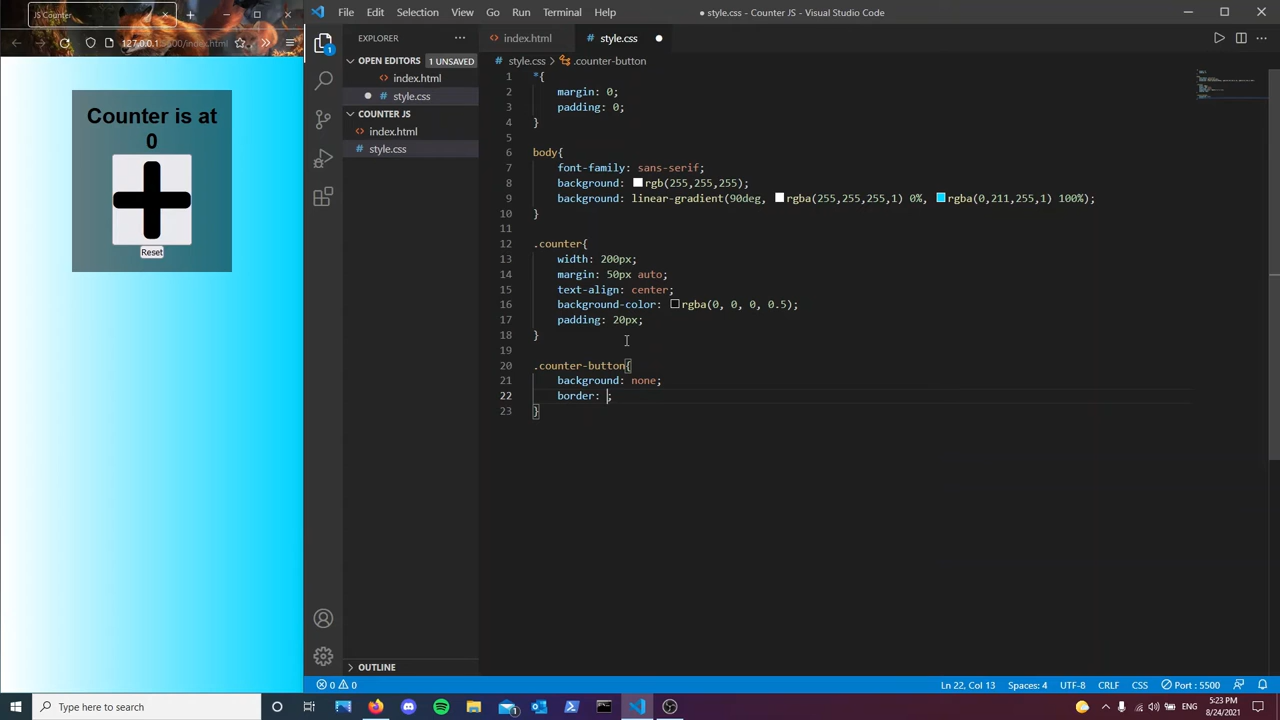 JS Counter
127.0.0.1:5500/index.html
Counter is at
0
Reset
File Edit Selection View Go Run Terminal Help
● style.css - Counter JS - Visual Studio Code
EXPLORER
OPEN EDITORS 1 UNSAVED
index.html
style.css
COUNTER JS
index.html
style.css
OUTLINE
index.html
style.css
style.css > .counter-button
1 *{
2 margin: 0;
3 padding: 0;
4 }
5
6 body{
7 font-family: sans-serif;
8 background: rgb(255,255,255);
9 background: linear-gradient(90deg, rgba(255,255,255,1) 0%, rgba(0,211,255,1) 100%);
10 }
11
12 .counter{
13 width: 200px;
14 margin: 50px auto;
15 text-align: center;
16 background-color: rgba(0, 0, 0, 0.5);
17 padding: 20px;
18 }
19
20 .counter-button{
21 background: none;
22 border: ;
23 }
0 0
Ln 22, Col 13 Spaces: 4 UTF-8 CRLF CSS Port : 5500
Type here to search
ENG
5:23 PM
8/24/2021